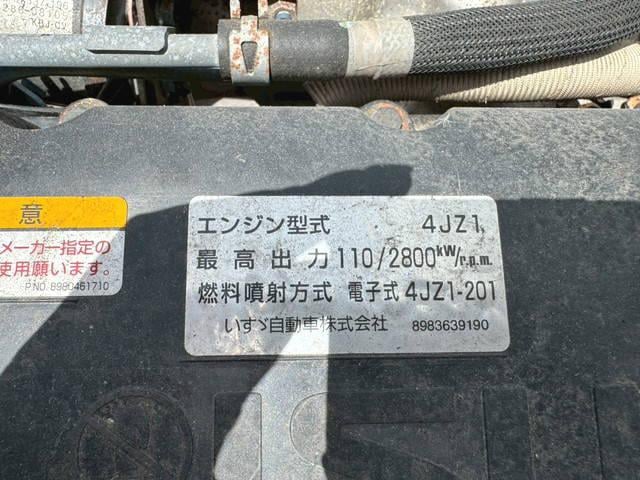 意
メーカー指定の
使用願います。
P.NO. 8980461710
エンジン型式 4JZ1
最高出力 110/2800kW/r.p.m.
燃料噴射方式 電子式 4JZ1-201
いすゞ自動車株式会社 8983639190